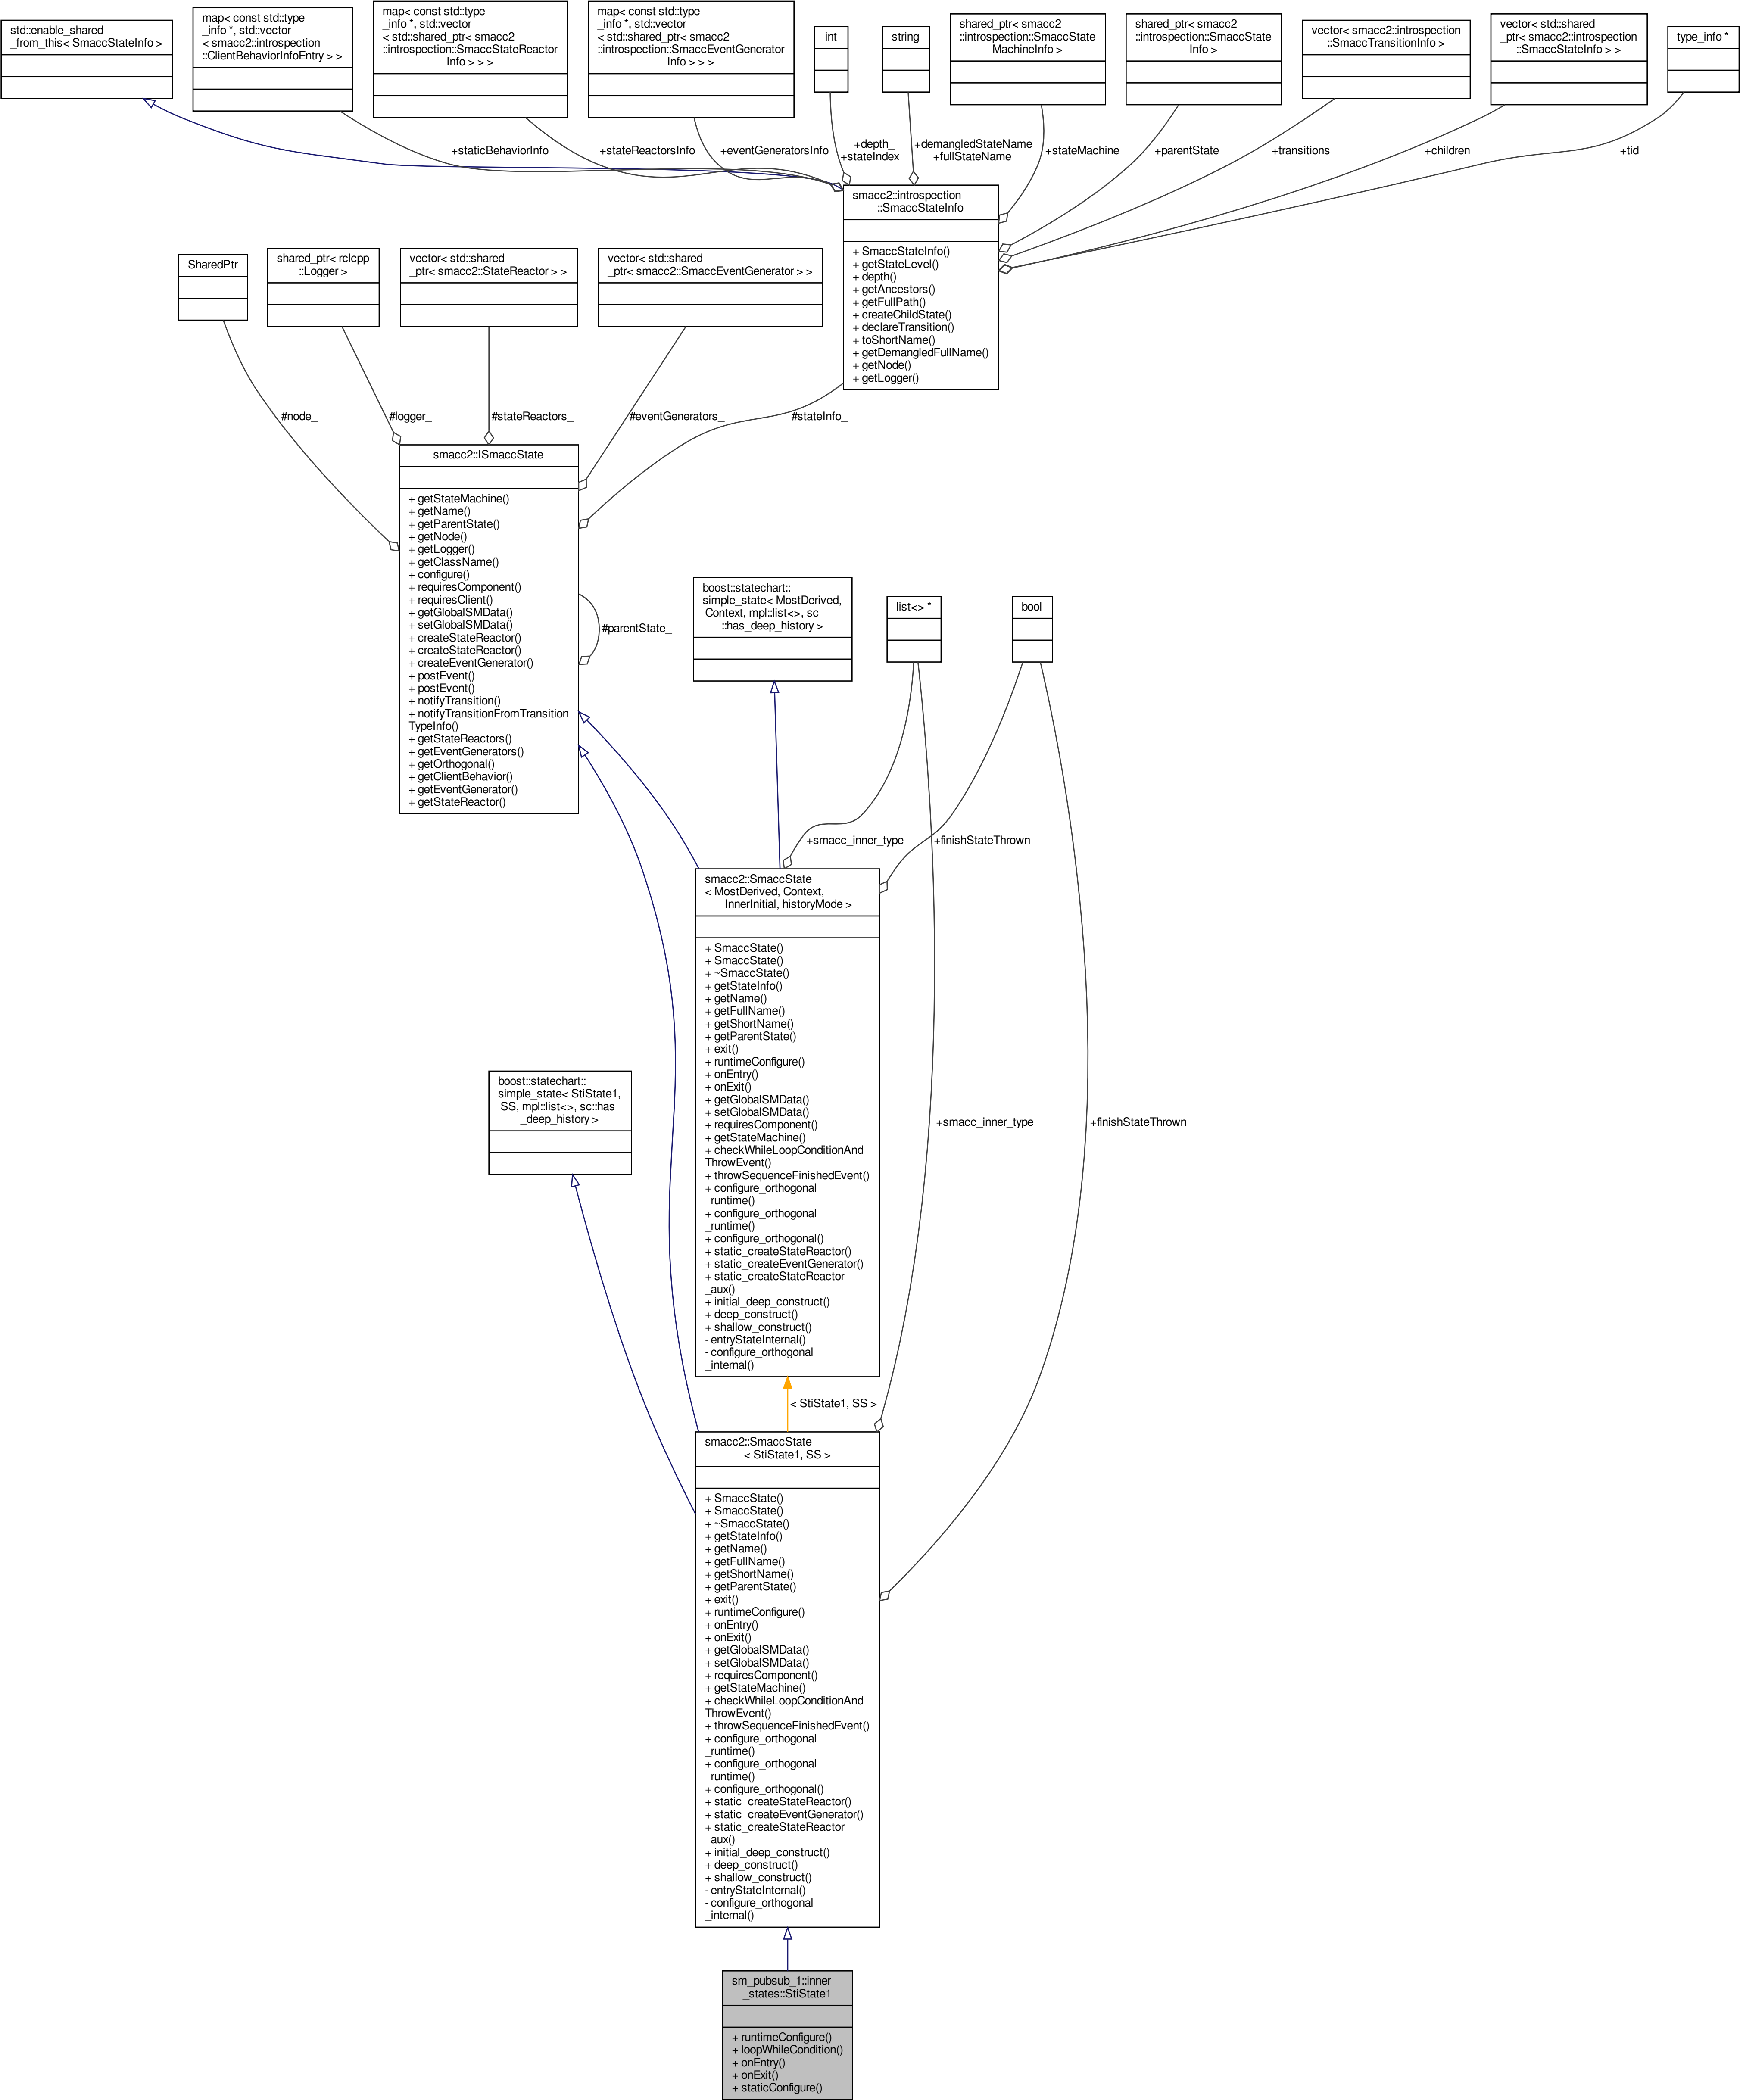 std::enable_shared
_from_this< SmaccStateInfo >
map< const std::type
_info *, std::vector
< smacc2::introspection
::ClientBehaviorInfoEntry > >
map< const std::type
_info *, std::vector
< std::shared_ptr< smacc2
::introspection::SmaccStateReactor
Info > > >
map< const std::type
_info *, std::vector
< std::shared_ptr< smacc2
::introspection::SmaccEventGenerator
Info > > >
int
string
shared_ptr< smacc2
::introspection::SmaccState
MachineInfo >
shared_ptr< smacc2
::introspection::SmaccState
Info >
vector< smacc2::introspection
::SmaccTransitionInfo >
vector< std::shared
_ptr< smacc2::introspection
::SmaccStateInfo > >
type_info *
+staticBehaviorInfo
+stateReactorsInfo
+eventGeneratorsInfo
+depth_
+stateIndex_
+demangledStateName
+fullStateName
+stateMachine_
+parentState_
+transitions_
+children_
+tid_
smacc2::introspection
::SmaccStateInfo
+ SmaccStateInfo()
+ getStateLevel()
+ depth()
+ getAncestors()
+ getFullPath()
+ createChildState()
+ declareTransition()
+ toShortName()
+ getDemangledFullName()
+ getNode()
+ getLogger()
SharedPtr
shared_ptr< rclcpp
::Logger >
vector< std::shared
_ptr< smacc2::StateReactor > >
vector< std::shared
_ptr< smacc2::SmaccEventGenerator > >
#node_
#logger_
#stateReactors_
#eventGenerators_
#stateInfo_
smacc2::ISmaccState
+ getStateMachine()
+ getName()
+ getParentState()
+ getNode()
+ getLogger()
+ getClassName()
+ configure()
+ requiresComponent()
+ requiresClient()
+ getGlobalSMData()
+ setGlobalSMData()
+ createStateReactor()
+ createStateReactor()
+ createEventGenerator()
+ postEvent()
+ postEvent()
+ notifyTransition()
+ notifyTransitionFromTransition
TypeInfo()
+ getStateReactors()
+ getEventGenerators()
+ getOrthogonal()
+ getClientBehavior()
+ getEventGenerator()
+ getStateReactor()
#parentState_
boost::statechart::
simple_state< MostDerived,
Context, mpl::list<>, sc
::has_deep_history >
list<> *
bool
+smacc_inner_type
+finishStateThrown
smacc2::SmaccState
< MostDerived, Context,
InnerInitial, historyMode >
+ SmaccState()
+ SmaccState()
+ ~SmaccState()
+ getStateInfo()
+ getName()
+ getFullName()
+ getShortName()
+ getParentState()
+ exit()
+ runtimeConfigure()
+ onEntry()
+ onExit()
+ getGlobalSMData()
+ setGlobalSMData()
+ requiresComponent()
+ getStateMachine()
+ checkWhileLoopConditionAnd
ThrowEvent()
+ throwSequenceFinishedEvent()
+ configure_orthogonal
_runtime()
+ configure_orthogonal
_runtime()
+ configure_orthogonal()
+ static_createStateReactor()
+ static_createEventGenerator()
+ static_createStateReactor
_aux()
+ initial_deep_construct()
+ deep_construct()
+ shallow_construct()
- entryStateInternal()
- configure_orthogonal
_internal()
boost::statechart::
simple_state< StiState1,
SS, mpl::list<>, sc::has
_deep_history >
+smacc_inner_type
+finishStateThrown
< StiState1, SS >
smacc2::SmaccState
< StiState1, SS >
+ SmaccState()
+ SmaccState()
+ ~SmaccState()
+ getStateInfo()
+ getName()
+ getFullName()
+ getShortName()
+ getParentState()
+ exit()
+ runtimeConfigure()
+ onEntry()
+ onExit()
+ getGlobalSMData()
+ setGlobalSMData()
+ requiresComponent()
+ getStateMachine()
+ checkWhileLoopConditionAnd
ThrowEvent()
+ throwSequenceFinishedEvent()
+ configure_orthogonal
_runtime()
+ configure_orthogonal
_runtime()
+ configure_orthogonal()
+ static_createStateReactor()
+ static_createEventGenerator()
+ static_createStateReactor
_aux()
+ initial_deep_construct()
+ deep_construct()
+ shallow_construct()
- entryStateInternal()
- configure_orthogonal
_internal()
sm_pubsub_1::inner
_states::StiState1
+ runtimeConfigure()
+ loopWhileCondition()
+ onEntry()
+ onExit()
+ staticConfigure()